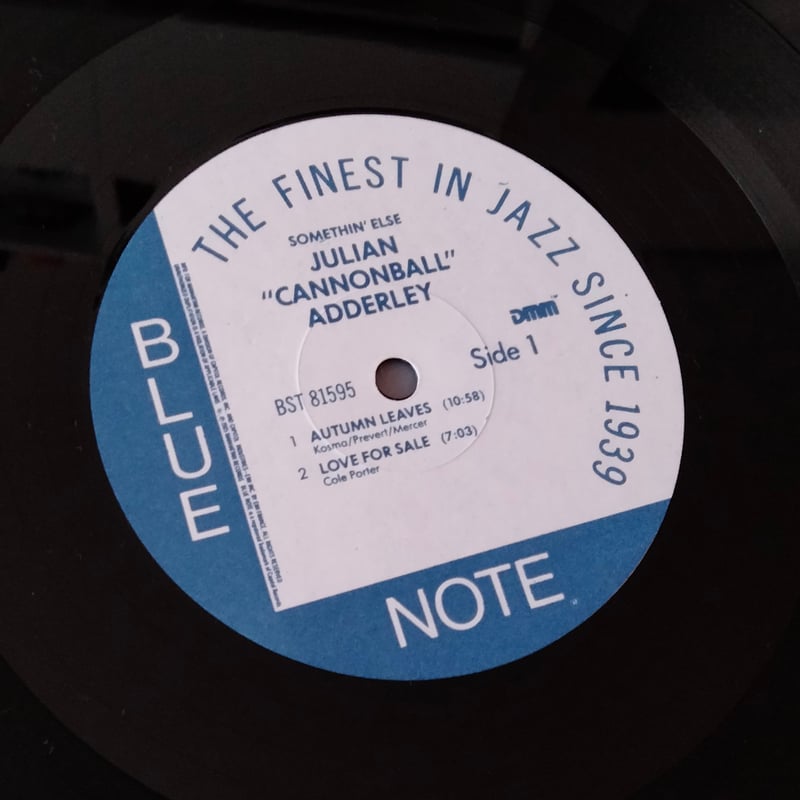 THE FINEST IN JAZZ SINCE 1939
SOMETHIN' ELSE
JULIAN
"CANNONBALL"
ADDERLEY
DMM
Side 1
BST 81595
1 AUTUMN LEAVES (10:58)
Kosma/Prevert/Mercer
2 LOVE FOR SALE (7:03)
Cole Porter
BLUE
NOTE